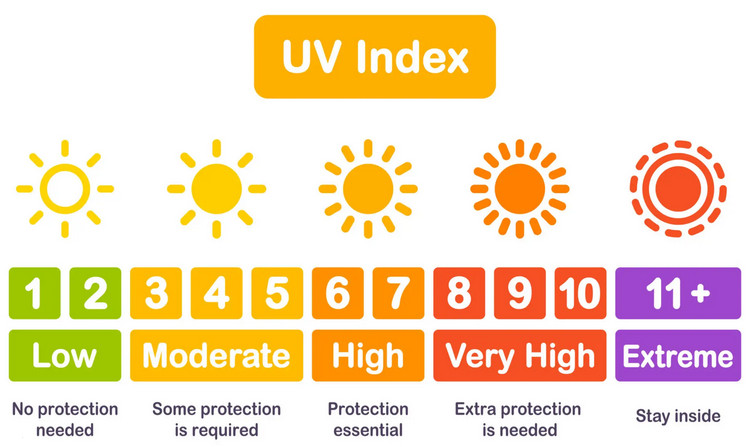 UV Index
1 2 3 4 5 6 7 8 9 10 11+
Low Moderate High Very High Extreme
No protection
needed
Some protection
is required
Protection
essential
Extra protection
is needed
Stay inside